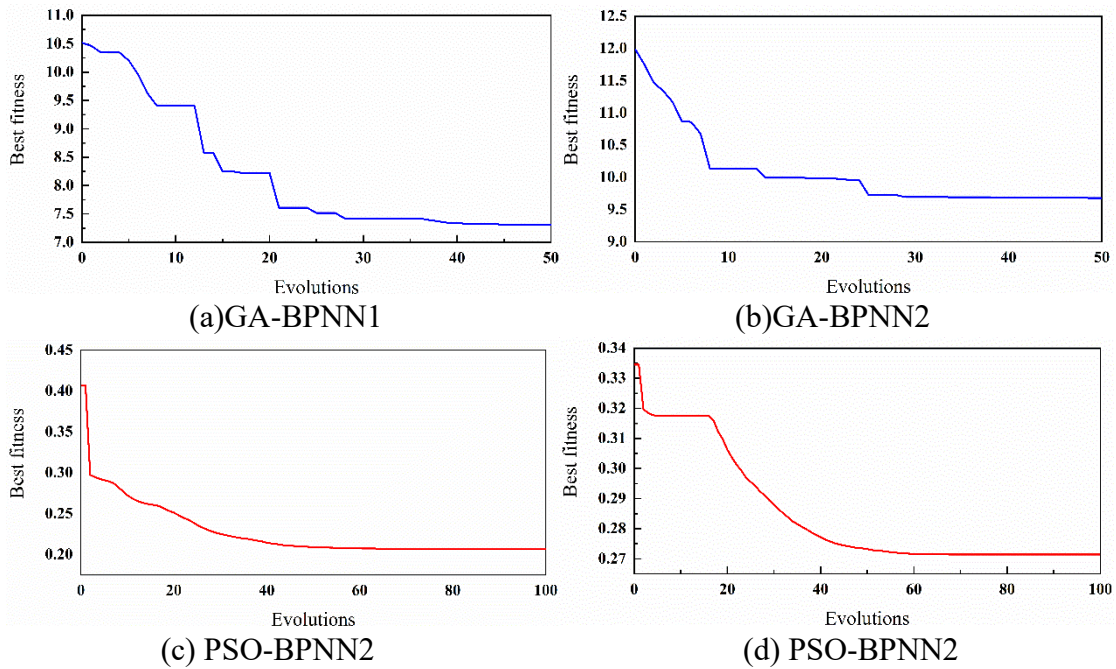 11.0
10.5
10.0
9.5
9.0
8.5
8.0
7.5
7.0
Best fitness
0 10 20 30 40 50
Evolutions
(a)GA-BPNN1
12.5
12.0
11.5
11.0
10.5
10.0
9.5
9.0
Best fitness
0 10 20 30 40 50
Evolutions
(b)GA-BPNN2
0.45
0.40
0.35
0.30
0.25
0.20
Best fitness
0 20 40 60 80 100
Evolutions
(c) PSO-BPNN2
0.34
0.33
0.32
0.31
0.30
0.29
0.28
0.27
Best fitness
0 20 40 60 80 100
Evolutions
(d) PSO-BPNN2